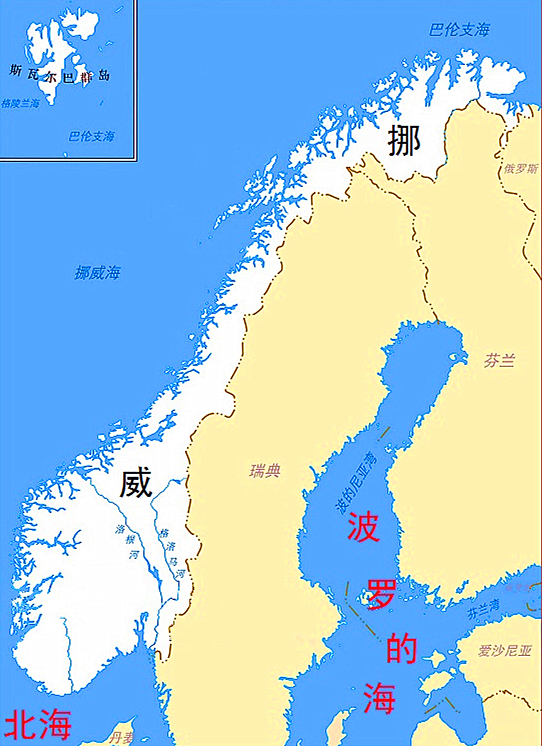 巴伦支海
斯瓦尔巴群岛
格陵兰海
巴伦支海
挪
俄罗斯
挪威海
芬兰
威
瑞典
波的尼亚湾
洛根河
格洛马河
波
罗
的
海
芬兰湾
爱沙尼亚
北海
丹麦